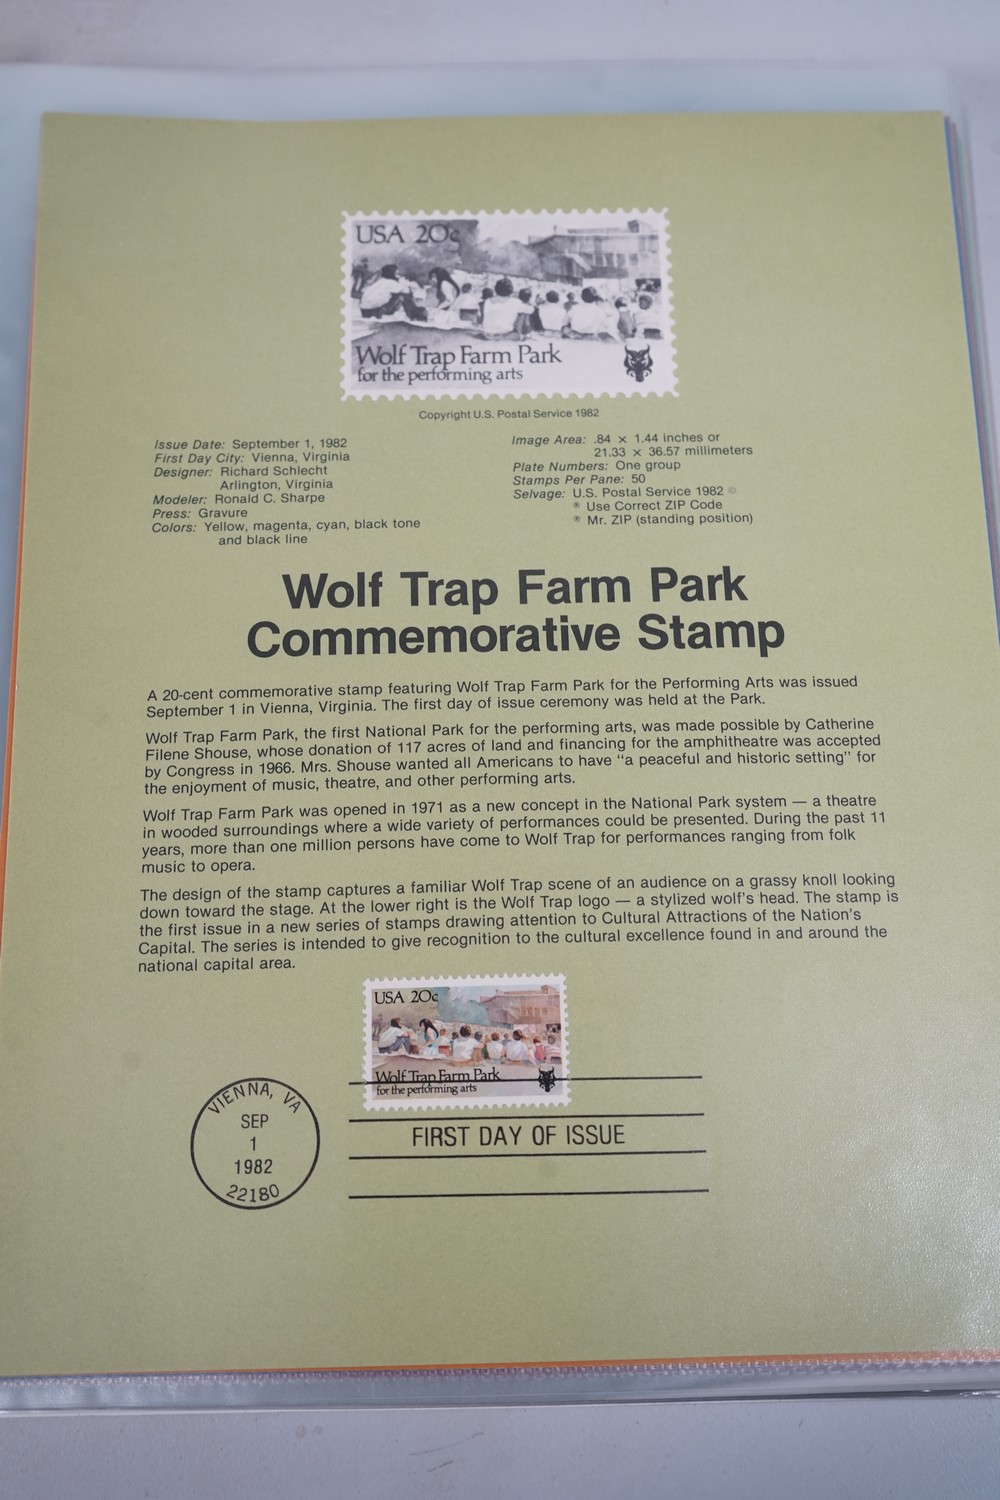 USA 20c
Wolf Trap Farm Park
for the performing arts
Copyright U.S. Postal Service 1982
Issue Date: September 1, 1982
First Day City: Vienna, Virginia
Designer: Richard Schlecht
Arlington, Virginia
Modeler: Ronald C. Sharpe
Press: Gravure
Colors: Yellow, magenta, cyan, black tone
and black line
Image Area: .84 × 1.44 inches or
21.33 × 36.57 millimeters
Plate Numbers: One group
Stamps Per Pane: 50
Selvage: U.S. Postal Service 1982 ©
® Use Correct ZIP Code
® Mr. ZIP (standing position)
Wolf Trap Farm Park
Commemorative Stamp
A 20-cent commemorative stamp featuring Wolf Trap Farm Park for the Performing Arts was issued
September 1 in Vienna, Virginia. The first day of issue ceremony was held at the Park.
Wolf Trap Farm Park, the first National Park for the performing arts, was made possible by Catherine
Filene Shouse, whose donation of 117 acres of land and financing for the amphitheatre was accepted
by Congress in 1966. Mrs. Shouse wanted all Americans to have “a peaceful and historic setting” for
the enjoyment of music, theatre, and other performing arts.
Wolf Trap Farm Park was opened in 1971 as a new concept in the National Park system — a theatre
in wooded surroundings where a wide variety of performances could be presented. During the past 11
years, more than one million persons have come to Wolf Trap for performances ranging from folk
music to opera.
The design of the stamp captures a familiar Wolf Trap scene of an audience on a grassy knoll looking
down toward the stage. At the lower right is the Wolf Trap logo — a stylized wolf's head. The stamp is
the first issue in a new series of stamps drawing attention to Cultural Attractions of the Nation's
Capital. The series is intended to give recognition to the cultural excellence found in and around the
national capital area.
USA 20c
Wolf Trap Farm Park
for the performing arts
VIENNA, VA
SEP
1
1982
22180
FIRST DAY OF ISSUE